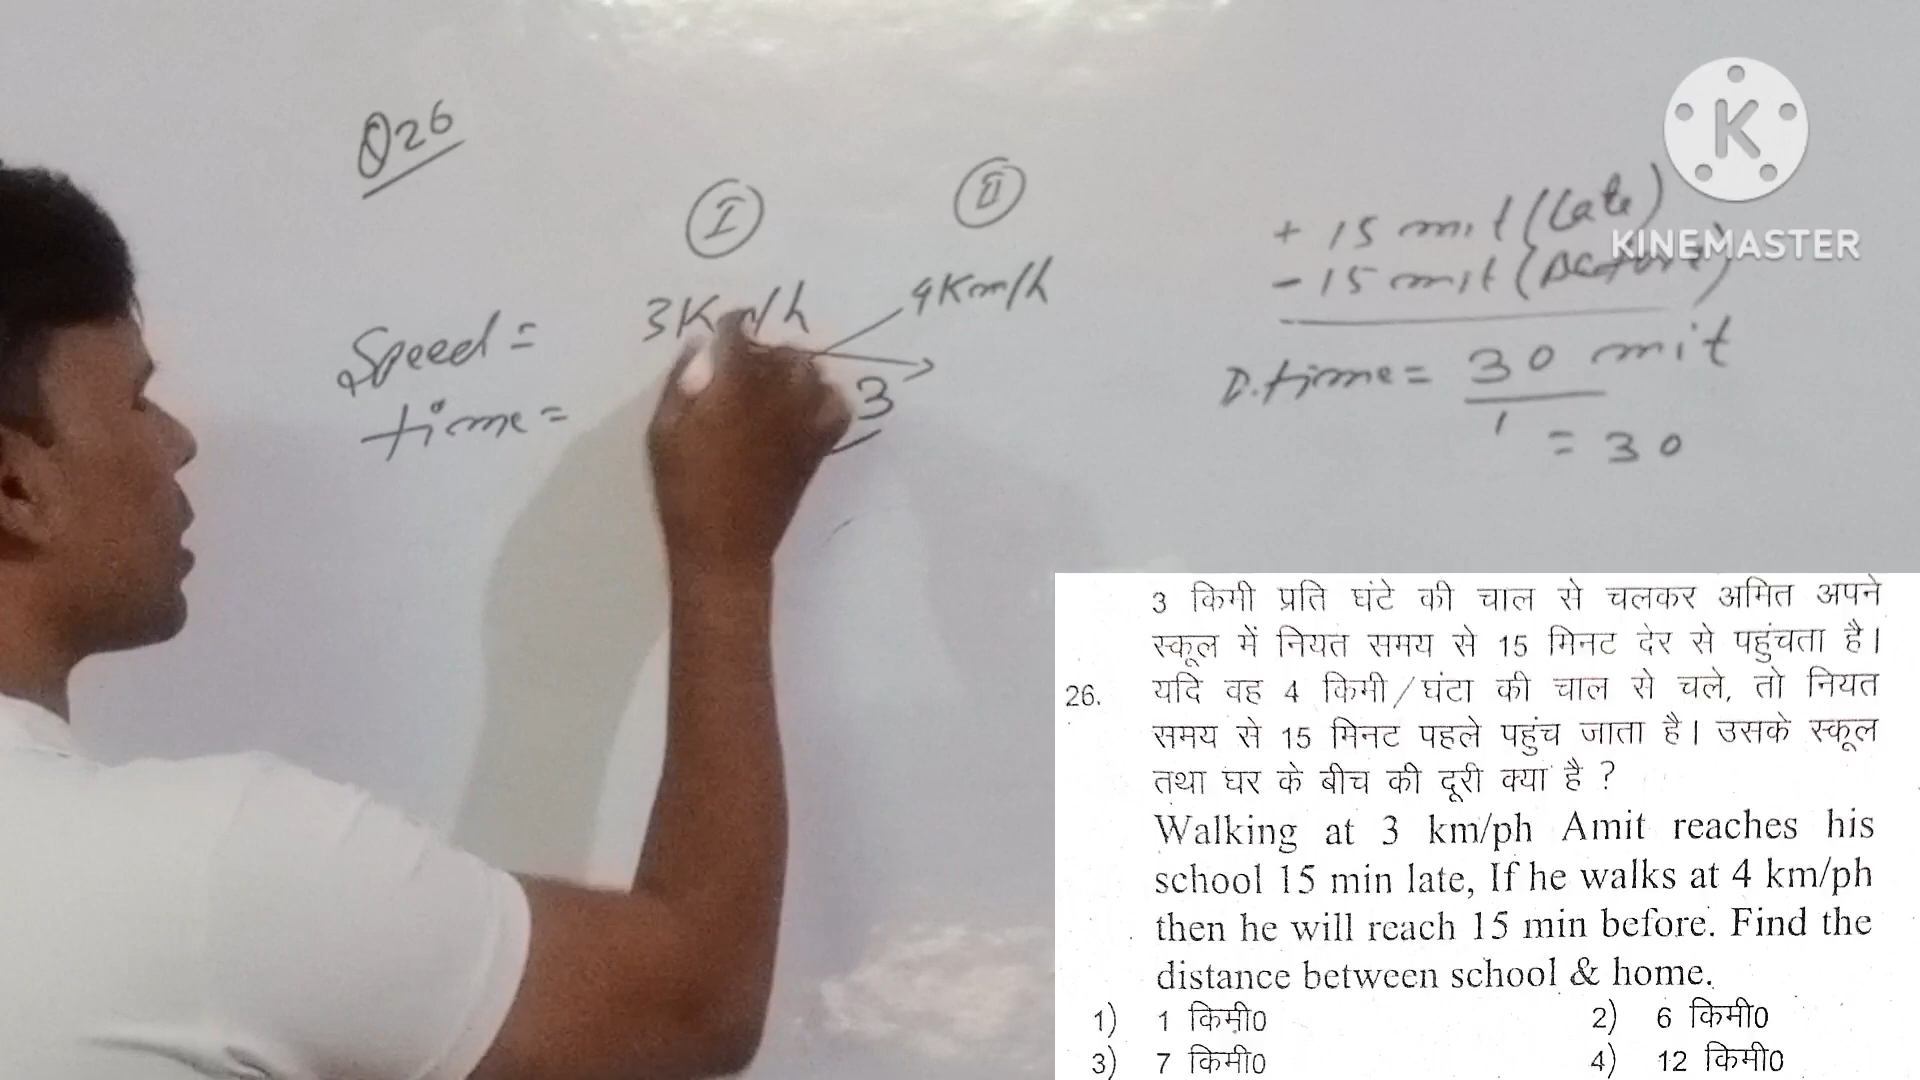 Q26
I
II
Speed = 3Km/h 4Km/h
time = 3
+ 15 mit (Late)
- 15 mit (Before)
D.time = 30 mit
1
= 30
K
KINEMASTER
3 किमी प्रति घंटे की चाल से चलकर अमित अपने
स्कूल में नियत समय से 15 मिनट देर से पहुंचता है।
26. यदि वह 4 किमी/घंटा की चाल से चले, तो नियत
समय से 15 मिनट पहले पहुंच जाता है। उसके स्कूल
तथा घर के बीच की दूरी क्या है ?
Walking at 3 km/ph Amit reaches his
school 15 min late, If he walks at 4 km/ph
then he will reach 15 min before. Find the
distance between school & home.
1) 1 किमी0 2) 6 किमी0
3) 7 किमी0 4) 12 किमी0